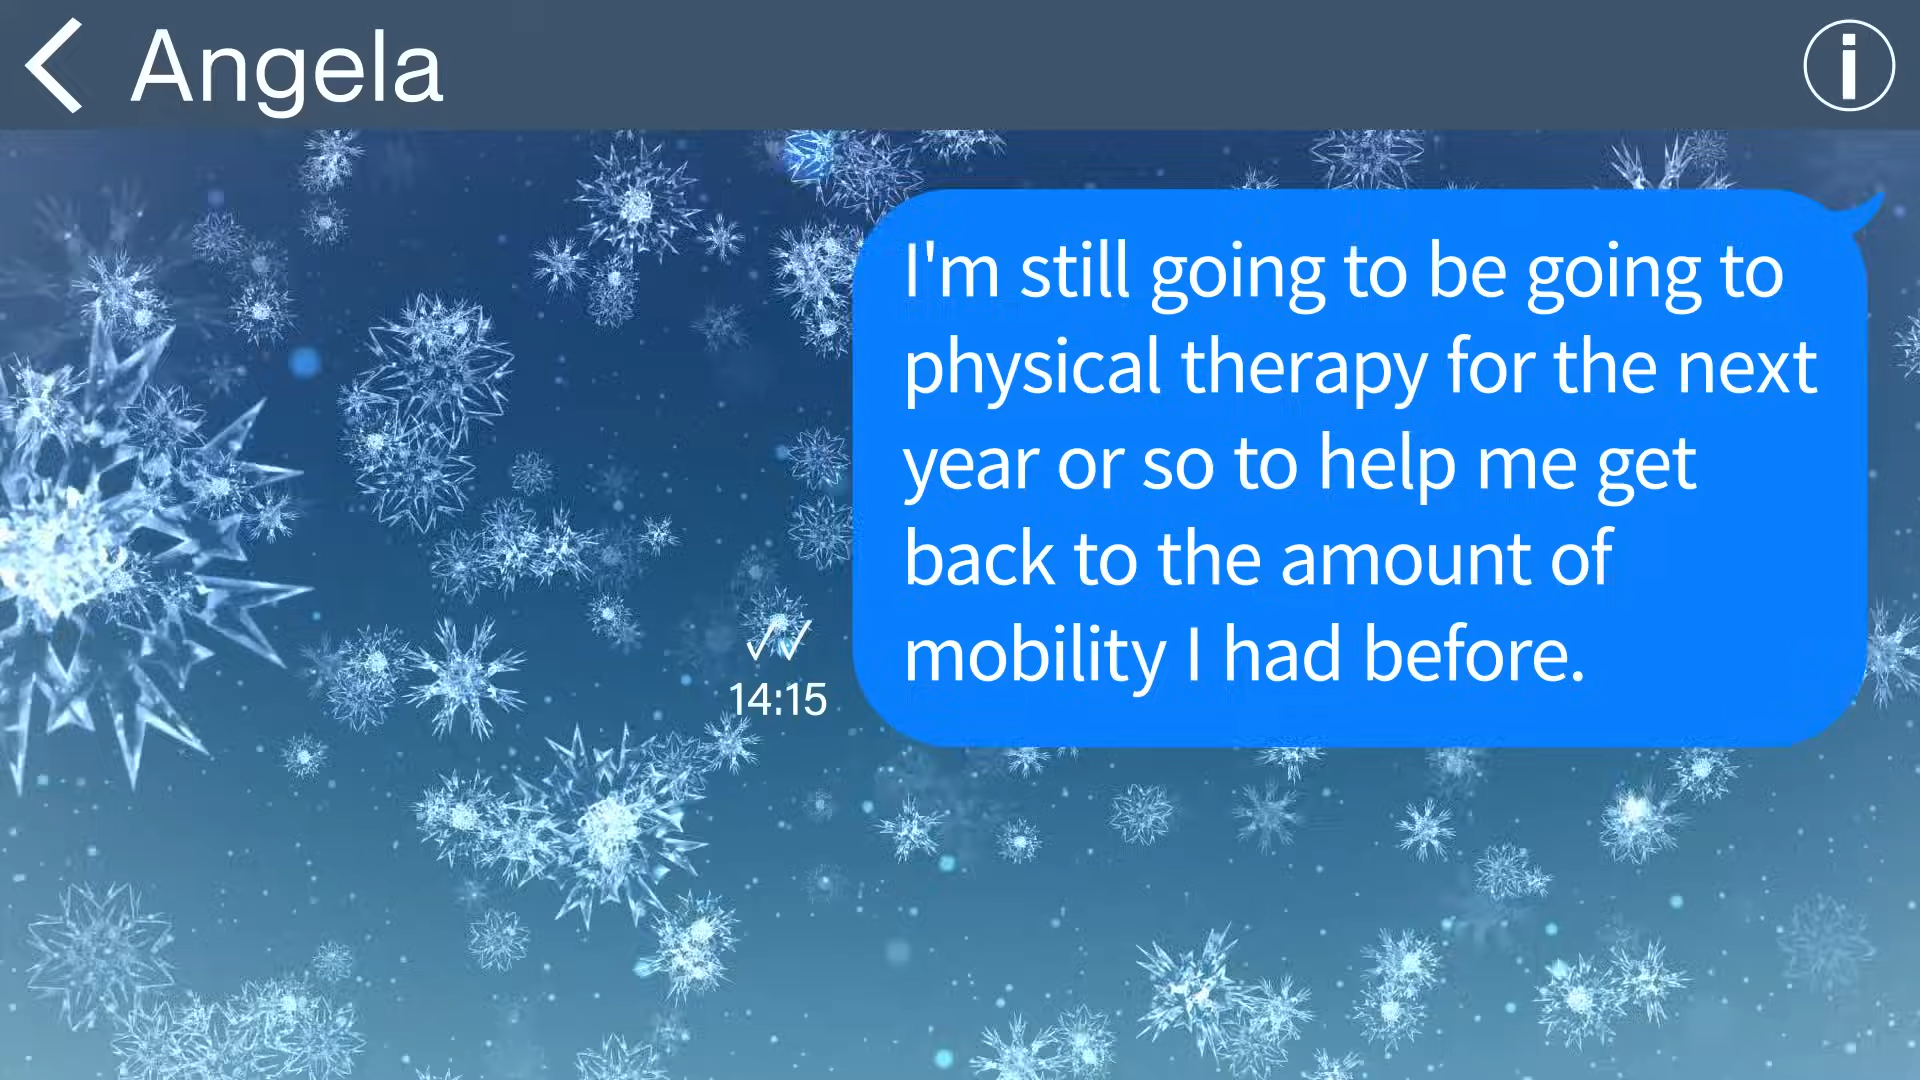 Angela
I'm still going to be going to
physical therapy for the next
year or so to help me get
back to the amount of
mobility I had before.
14:15